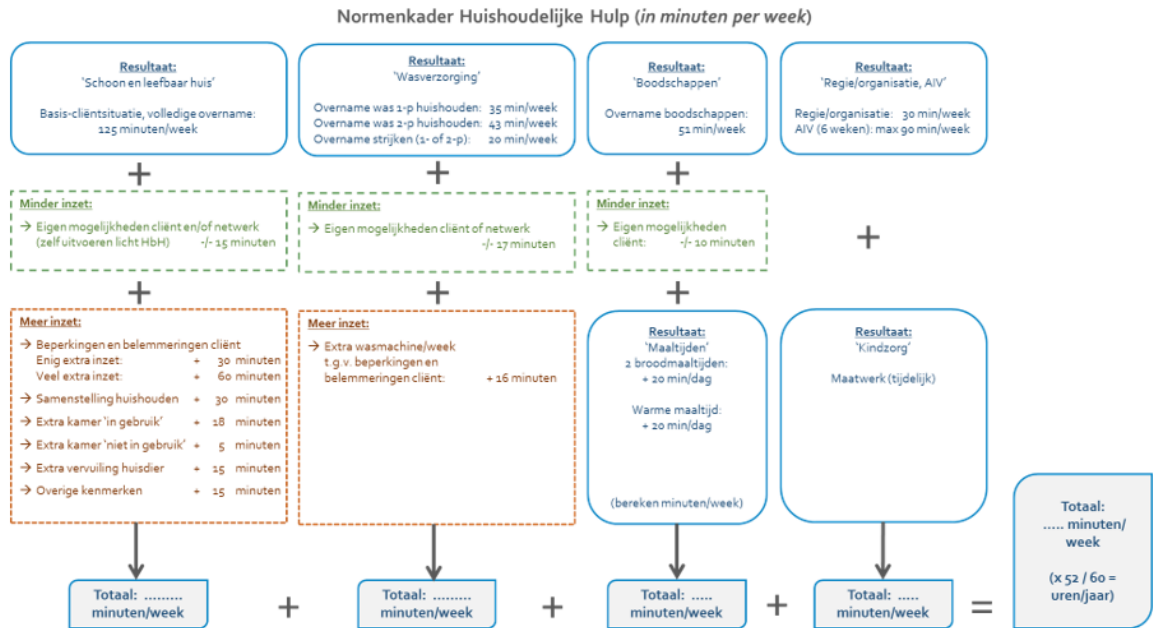 Normenkader Huishoudelijke Hulp (in minuten per week)
Resultaat:
‘Schoon en leefbaar huis’
Basis-cliëntsituatie, volledige overname:
125 minuten/week
+
Minder inzet:
→ Eigen mogelijkheden cliënt en/of netwerk
(zelf uitvoeren licht HbH) -/- 15 minuten
+
Meer inzet:
→ Beperkingen en belemmeringen cliënt
Enig extra inzet: + 30 minuten
Veel extra inzet: + 60 minuten
→ Samenstelling huishouden + 30 minuten
→ Extra kamer ‘in gebruik’ + 18 minuten
→ Extra kamer ‘niet in gebruik’ + 5 minuten
→ Extra vervuiling huisdier + 15 minuten
→ Overige kenmerken + 15 minuten
Totaal: .........
minuten/week
+
Resultaat:
‘Wasverzorging’
Overname was 1-p huishouden: 35 min/week
Overname was 2-p huishouden: 43 min/week
Overname strijken (1- of 2-p): 20 min/week
+
Minder inzet:
→ Eigen mogelijkheden cliënt of netwerk
-/- 17 minuten
+
Meer inzet:
→ Extra wasmachine/week
t.g.v. beperkingen en
belemmeringen cliënt: + 16 minuten
Totaal: .........
minuten/week
+
Resultaat:
‘Boodschappen’
Overname boodschappen:
51 min/week
+
Minder inzet:
→ Eigen mogelijkheden
cliënt: -/- 10 minuten
+
Resultaat:
‘Maaltijden’
2 broodmaaltijden:
+ 20 min/dag
Warme maaltijd:
+ 20 min/dag
(bereken minuten/week)
Totaal: .....
minuten/week
+
Resultaat:
‘Regie/organisatie, AIV’
Regie/organisatie: 30 min/week
AIV (6 weken): max 90 min/week
+
Resultaat:
‘Kindzorg’
Maatwerk (tijdelijk)
Totaal: .....
minuten/week
=
Totaal:
..... minuten/
week
(x 52 / 60 =
uren/jaar)